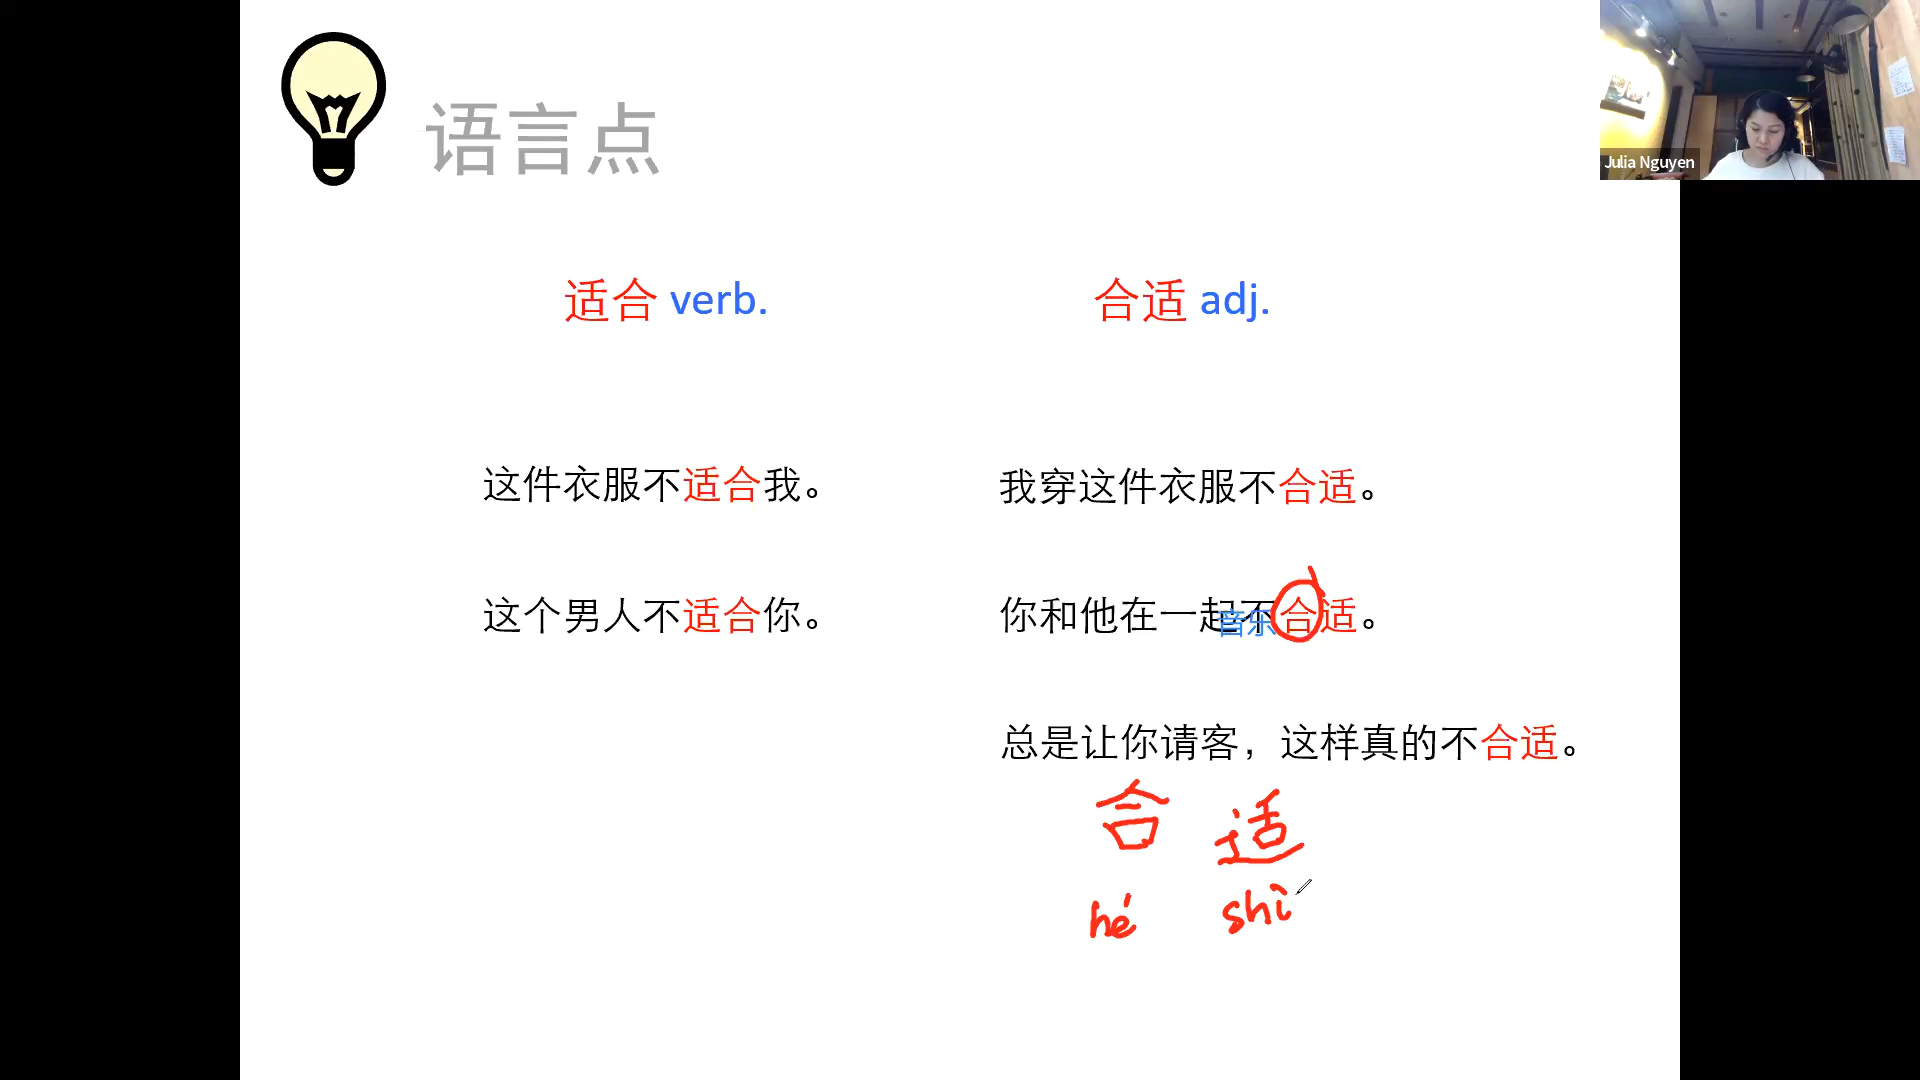 语言点
Julia Nguyen
适合 verb.
合适 adj.
这件衣服不适合我。
我穿这件衣服不合适。
这个男人不适合你。
你和他在一起不合适。
音乐
总是让你请客，这样真的不合适。
合 适
hé shì